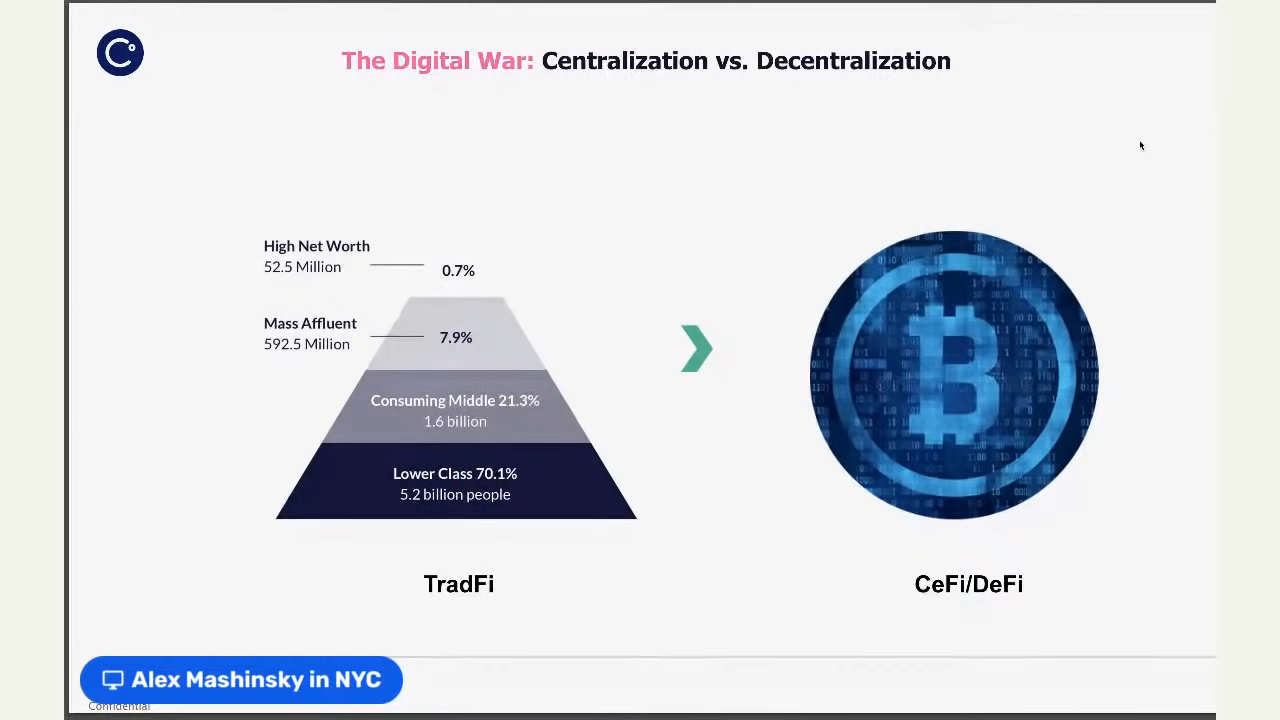 The Digital War: Centralization vs. Decentralization
High Net Worth
52.5 Million
0.7%
Mass Affluent
592.5 Million
7.9%
Consuming Middle 21.3%
1.6 billion
Lower Class 70.1%
5.2 billion people
TradFi
CeFi/DeFi
Alex Mashinsky in NYC
Confidential